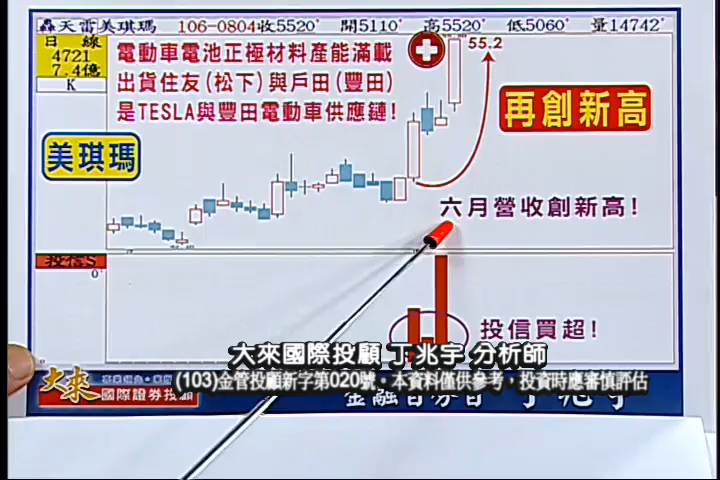 天雷美琪瑪 106-0804收5520' 開5110' 高5520' 低5060' 量14742'
日 線
4721
7.4億
K
電動車電池正極材料產能滿載
出貨住友(松下)與戶田(豐田)
是TESLA與豐田電動車供應鏈!
55.2
再創新高
美琪瑪
六月營收創新高!
投信S
0'
投信買超!
大來國際投顧 丁兆宇 分析師
(103)金管投顧新字第020號,本資料僅供參考,投資時應審慎評估
大來
國際證券投顧